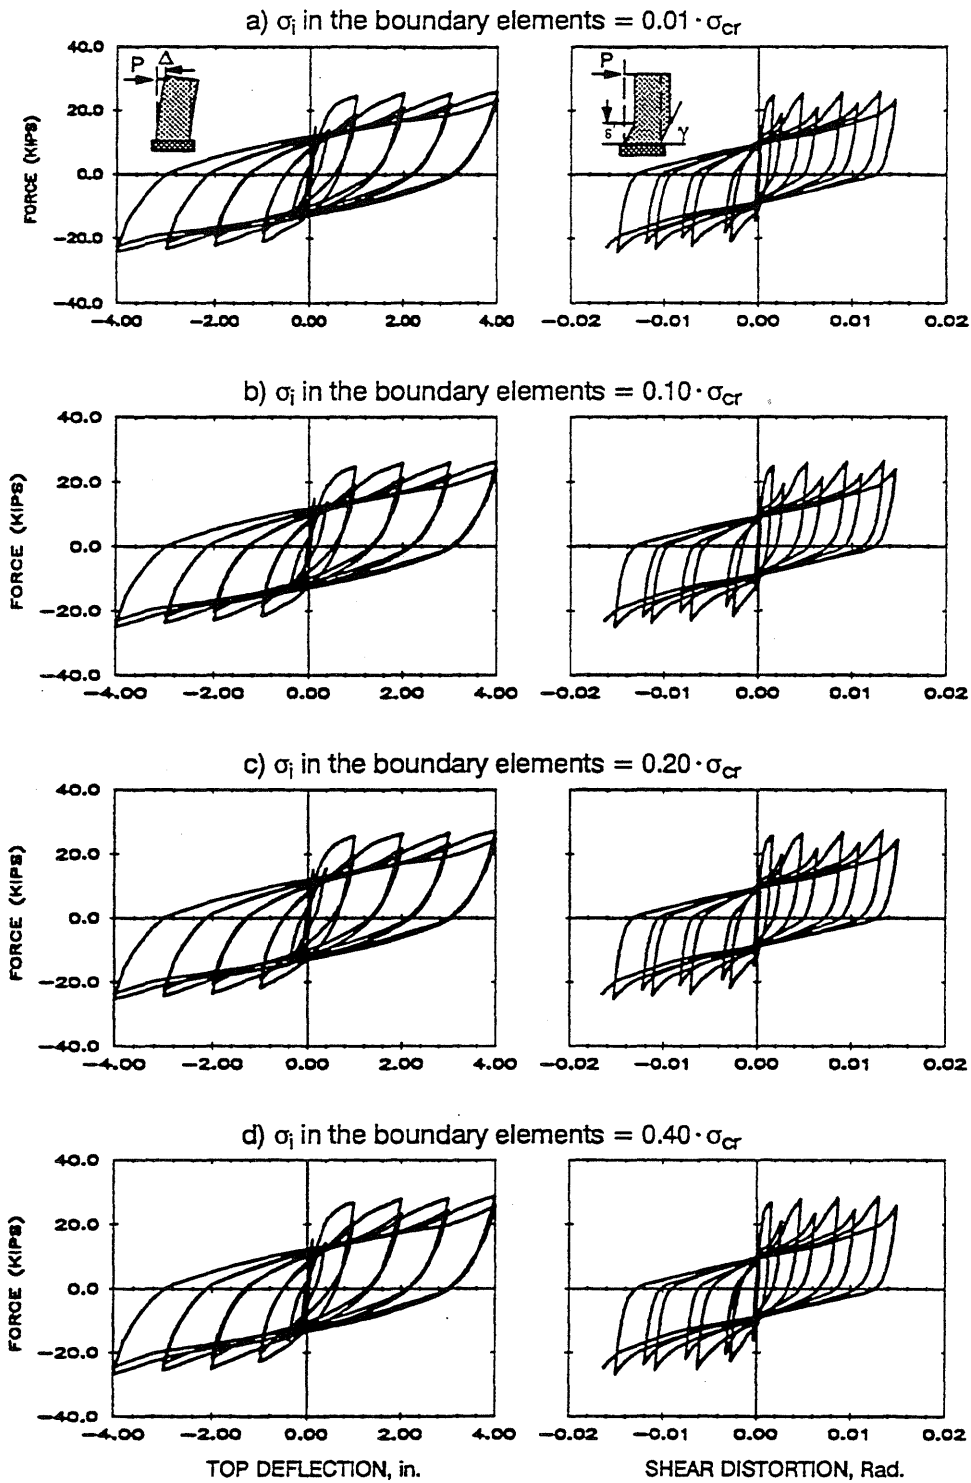 a) σi in the boundary elements = 0.01·σcr
40.0
20.0
0.0
−20.0
−40.0
FORCE (KIPS)
P
Δ
−4.00 −2.00 0.00 2.00 4.00
P
δ
γ
−0.02 −0.01 0.00 0.01 0.02
b) σi in the boundary elements = 0.10·σcr
40.0
20.0
0.0
−20.0
−40.0
FORCE (KIPS)
−4.00 −2.00 0.00 2.00 4.00
−0.02 −0.01 0.00 0.01 0.02
c) σi in the boundary elements = 0.20·σcr
40.0
20.0
0.0
−20.0
−40.0
FORCE (KIPS)
−4.00 −2.00 0.00 2.00 4.00
−0.02 −0.01 0.00 0.01 0.02
d) σi in the boundary elements = 0.40·σcr
40.0
20.0
0.0
−20.0
−40.0
FORCE (KIPS)
−4.00 −2.00 0.00 2.00 4.00
−0.02 −0.01 0.00 0.01 0.02
TOP DEFLECTION, in.
SHEAR DISTORTION, Rad.